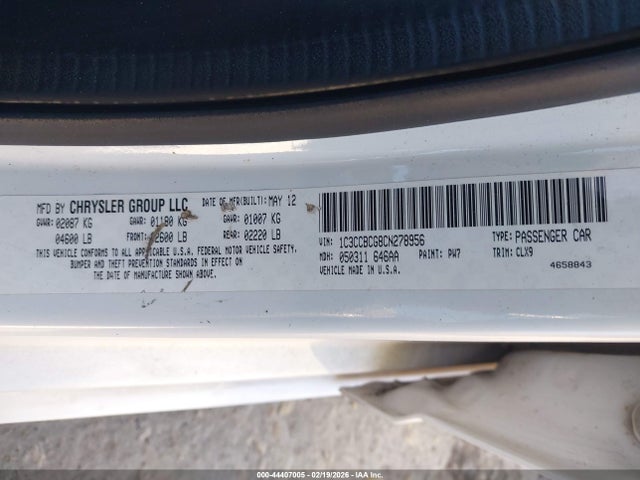 MFD BY CHRYSLER GROUP LLC DATE OF MFR(BUILT): MAY 12
GVWR: 02087 KG GAWR: 01180 KG GAWR: 01007 KG
04600 LB FRONT: 02600 LB REAR: 02220 LB
THIS VEHICLE CONFORMS TO ALL APPLICABLE U.S.A. FEDERAL MOTOR VEHICLE SAFETY,
BUMPER AND THEFT PREVENTION STANDARDS IN EFFECT ON
THE DATE OF MANUFACTURE SHOWN ABOVE.
VIN: 1C3CCBCG8CN278956 TYPE: PASSENGER CAR
MDH: 050311 646AA PAINT: PW7 TRIM: CLX9
VEHICLE MADE IN U.S.A. 4658843
000-44407005 - 02/19/2026 - COPYRIGHT IAA, LLC